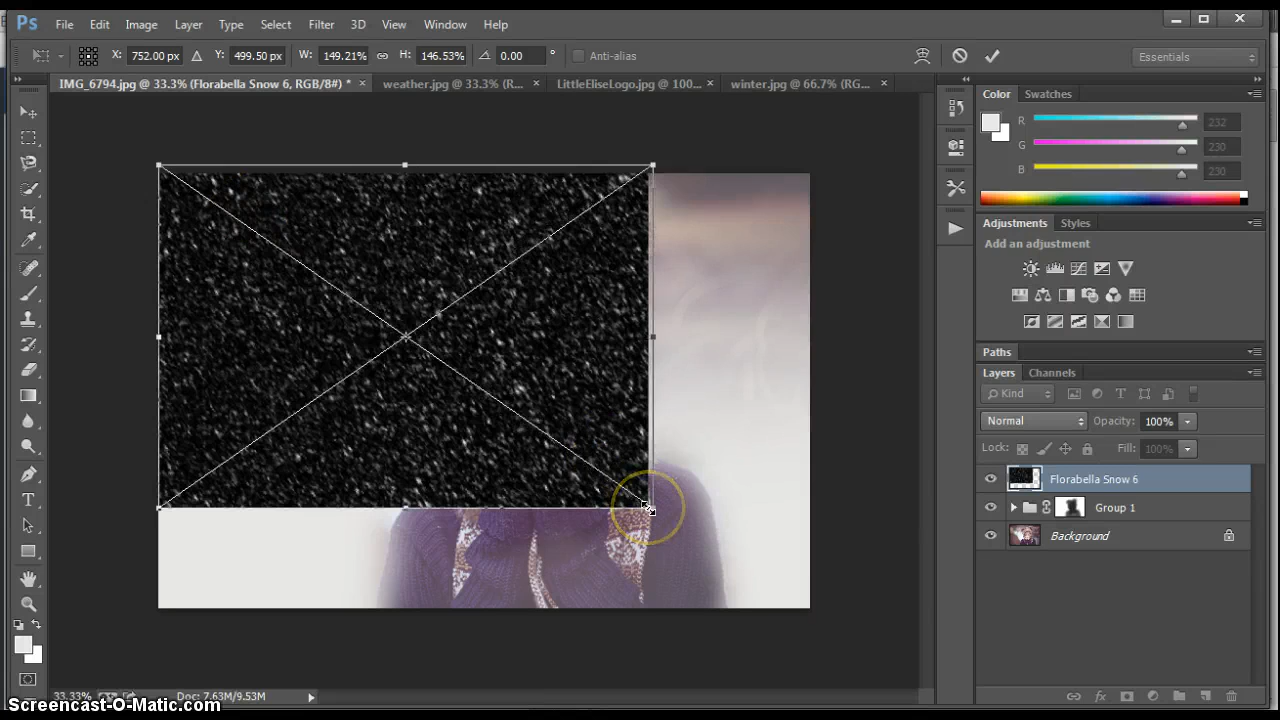 Ps File Edit Image Layer Type Select Filter 3D View Window Help
X: 752.00 px Y: 499.50 px W: 149.21% H: 146.53% 0.00 ° Anti-alias Essentials
IMG_6794.jpg @ 33.3% (Florabella Snow 6, RGB/8#) * × weather.jpg @ 33.3% (R... × LittleEliseLogo.jpg @ 100... × winter.jpg @ 66.7% (RG... ×
Color Swatches
R 232
G 230
B 230
Adjustments Styles
Add an adjustment
Paths
Layers Channels
Kind
Normal Opacity: 100%
Lock: Fill: 100%
Florabella Snow 6
Group 1
Background
33.33% Doc: 7.63M/9.53M
Screencast-O-Matic.com